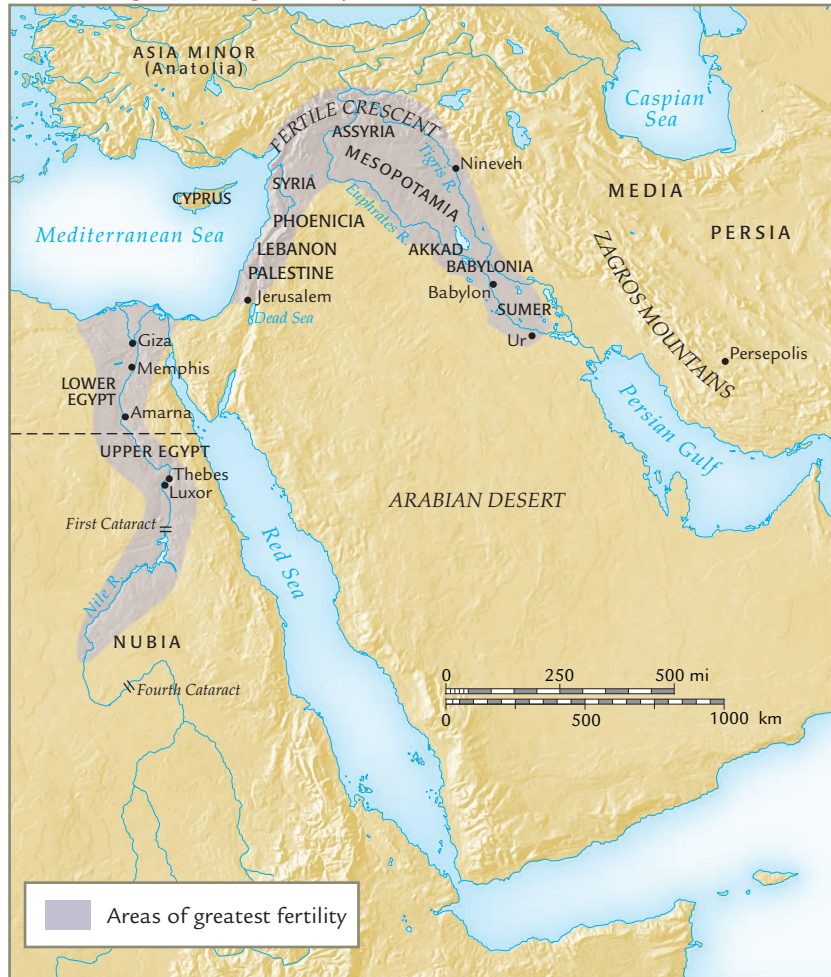 ASIA MINOR
(Anatolia)
Caspian
Sea
FERTILE CRESCENT
ASSYRIA
Tigris R.
Nineveh
MESOPOTAMIA
SYRIA
CYPRUS
MEDIA
PHOENICIA
Euphrates R.
Mediterranean Sea
PERSIA
LEBANON
AKKAD
ZAGROS MOUNTAINS
PALESTINE
BABYLONIA
Jerusalem
Babylon
Dead Sea
SUMER
Ur
Giza
Persepolis
Memphis
LOWER
EGYPT
Amarna
Persian Gulf
UPPER EGYPT
Thebes
Luxor
ARABIAN DESERT
First Cataract
Red Sea
Nile R.
NUBIA
Fourth Cataract
0 250 500 mi
0 500 1000 km
Areas of greatest fertility